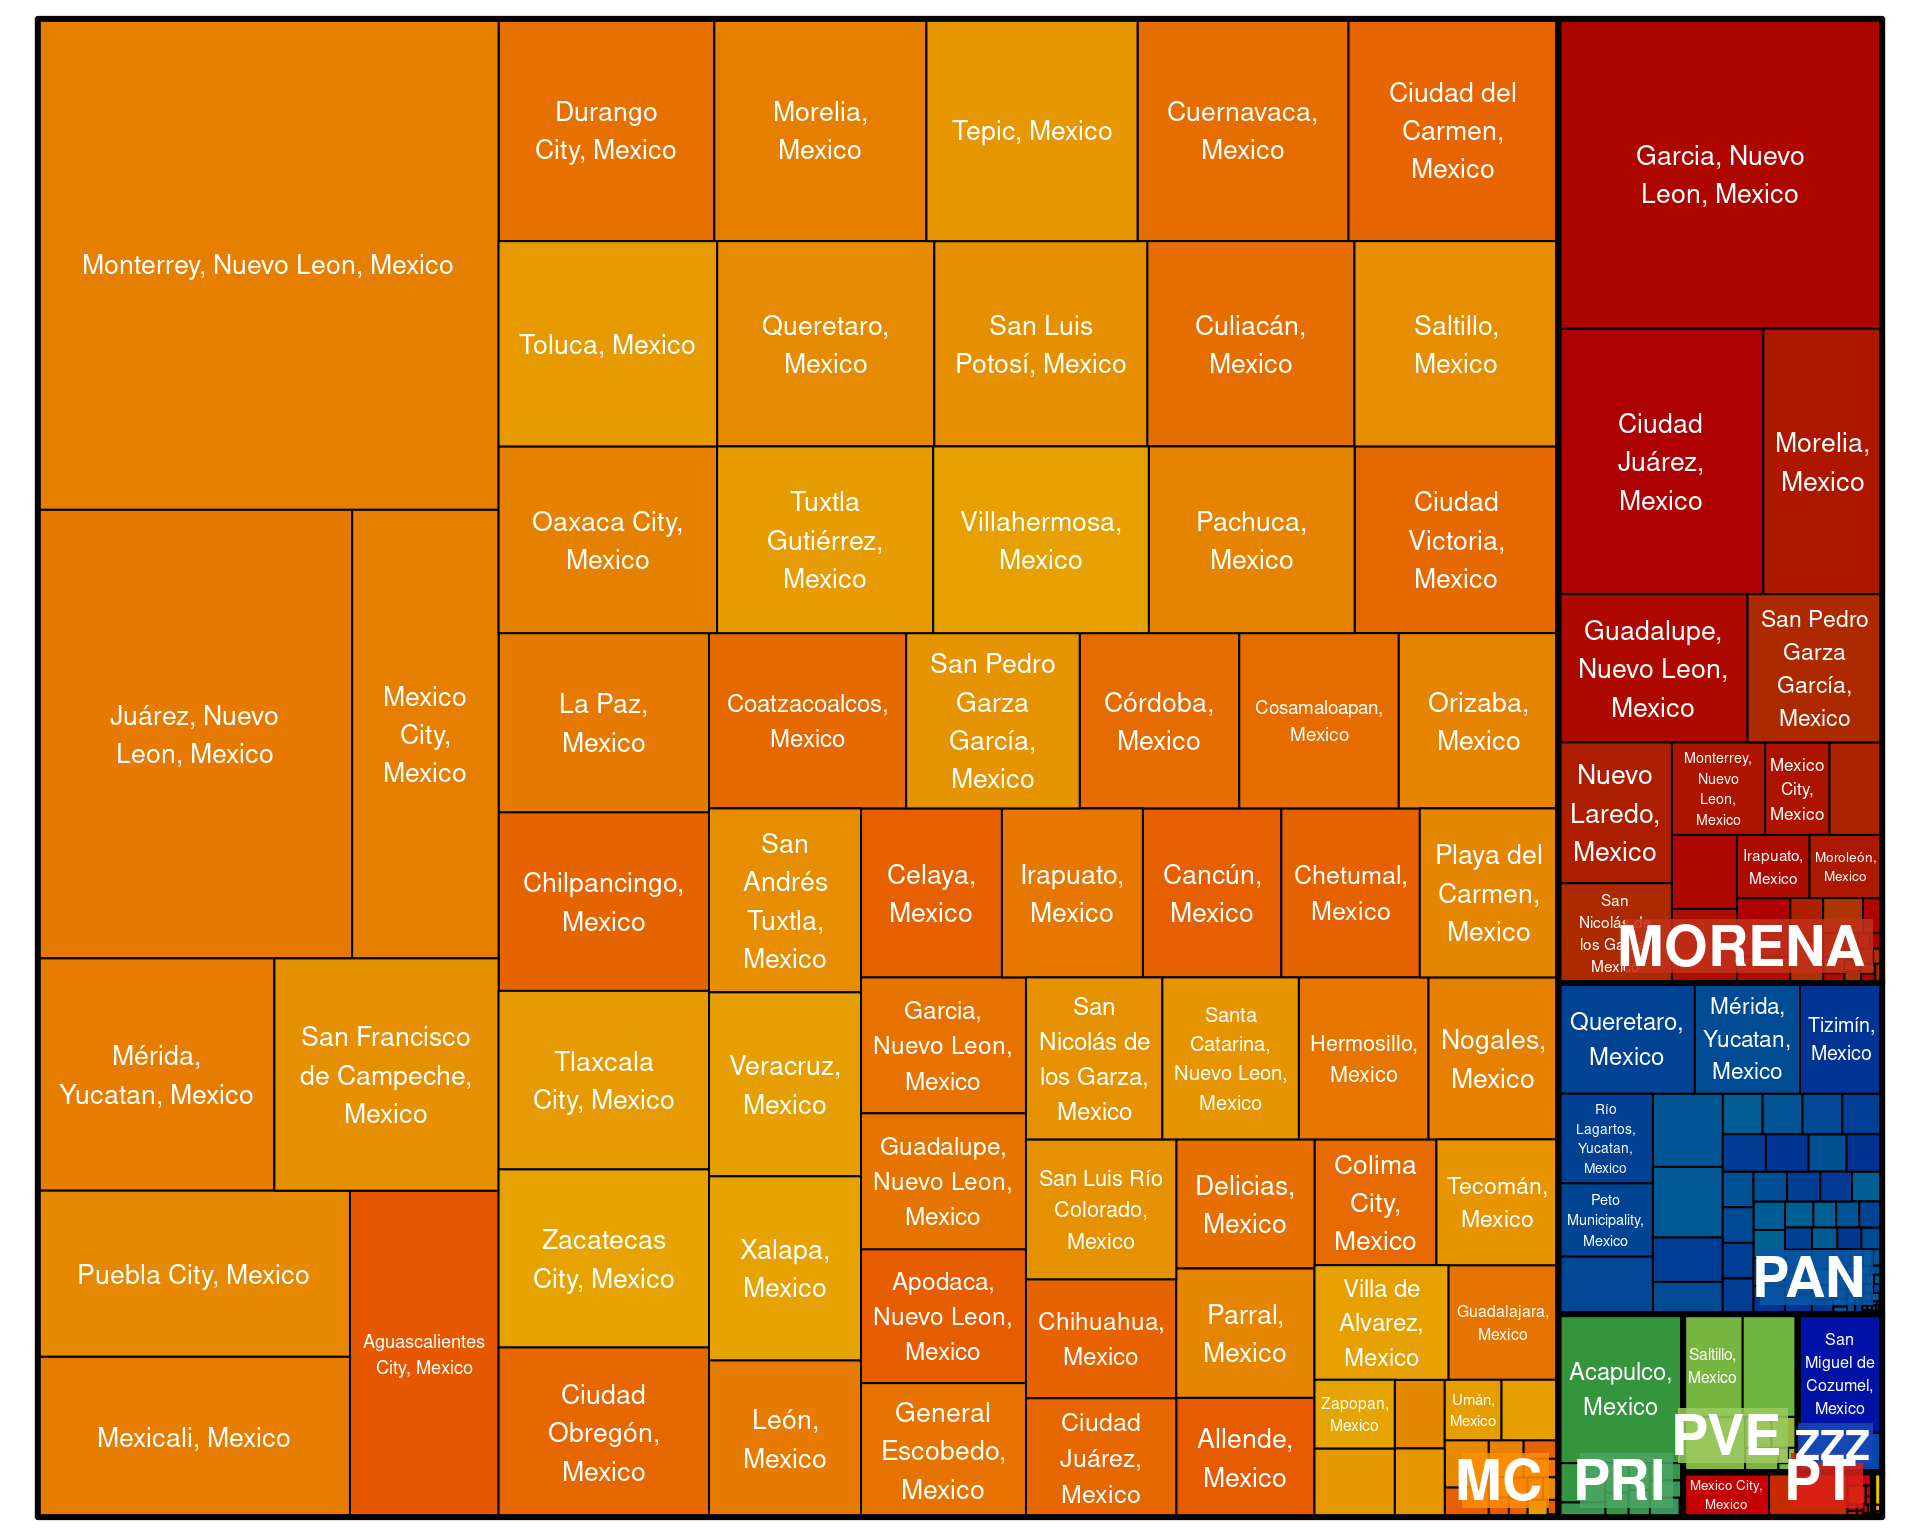 Monterrey, Nuevo Leon, Mexico
Juárez, Nuevo
Leon, Mexico
Mexico
City,
Mexico
Mérida,
Yucatan, Mexico
San Francisco
de Campeche,
Mexico
Puebla City, Mexico
Mexicali, Mexico
Aguascalientes
City, Mexico
Durango
City, Mexico
Morelia,
Mexico
Tepic, Mexico
Cuernavaca,
Mexico
Ciudad del
Carmen,
Mexico
Toluca, Mexico
Queretaro,
Mexico
San Luis
Potosí, Mexico
Culiacán,
Mexico
Saltillo,
Mexico
Oaxaca City,
Mexico
Tuxtla
Gutiérrez,
Mexico
Villahermosa,
Mexico
Pachuca,
Mexico
Ciudad
Victoria,
Mexico
La Paz,
Mexico
Coatzacoalcos,
Mexico
San Pedro
Garza
García,
Mexico
Córdoba,
Mexico
Cosamaloapan,
Mexico
Orizaba,
Mexico
Chilpancingo,
Mexico
San
Andrés
Tuxtla,
Mexico
Celaya,
Mexico
Irapuato,
Mexico
Cancún,
Mexico
Chetumal,
Mexico
Playa del
Carmen,
Mexico
Tlaxcala
City, Mexico
Veracruz,
Mexico
Garcia,
Nuevo Leon,
Mexico
San
Nicolás de
los Garza,
Mexico
Santa
Catarina,
Nuevo Leon,
Mexico
Hermosillo,
Mexico
Nogales,
Mexico
Guadalupe,
Nuevo Leon,
Mexico
San Luis Río
Colorado,
Mexico
Delicias,
Mexico
Colima
City,
Mexico
Tecomán,
Mexico
Zacatecas
City, Mexico
Xalapa,
Mexico
Apodaca,
Nuevo Leon,
Mexico
Chihuahua,
Mexico
Parral,
Mexico
Villa de
Alvarez,
Mexico
Guadalajara,
Mexico
Ciudad
Obregón,
Mexico
León,
Mexico
General
Escobedo,
Mexico
Ciudad
Juárez,
Mexico
Allende,
Mexico
Zapopan,
Mexico
Umán,
Mexico
MC
Garcia, Nuevo
Leon, Mexico
Ciudad
Juárez,
Mexico
Morelia,
Mexico
Guadalupe,
Nuevo Leon,
Mexico
San Pedro
Garza
García,
Mexico
Nuevo
Laredo,
Mexico
Monterrey,
Nuevo
Leon,
Mexico
Mexico
City,
Mexico
Irapuato,
Mexico
Moroleón,
Mexico
San
Nicolás de
los Garza,
Mexico
MORENA
Queretaro,
Mexico
Mérida,
Yucatan,
Mexico
Tizimín,
Mexico
Río
Lagartos,
Yucatan,
Mexico
Peto
Municipality,
Mexico
PAN
Acapulco,
Mexico
PRI
Saltillo,
Mexico
PVE
San
Miguel de
Cozumel,
Mexico
ZZZ
Mexico City,
Mexico
PT